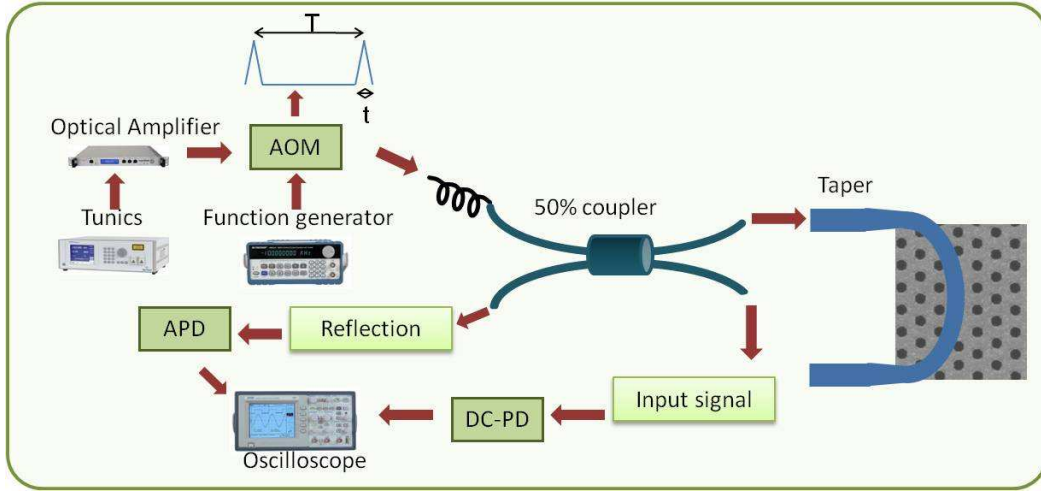 T
t
Optical Amplifier
AOM
Tunics
Function generator
50% coupler
Taper
APD
Reflection
Input signal
DC-PD
Oscilloscope